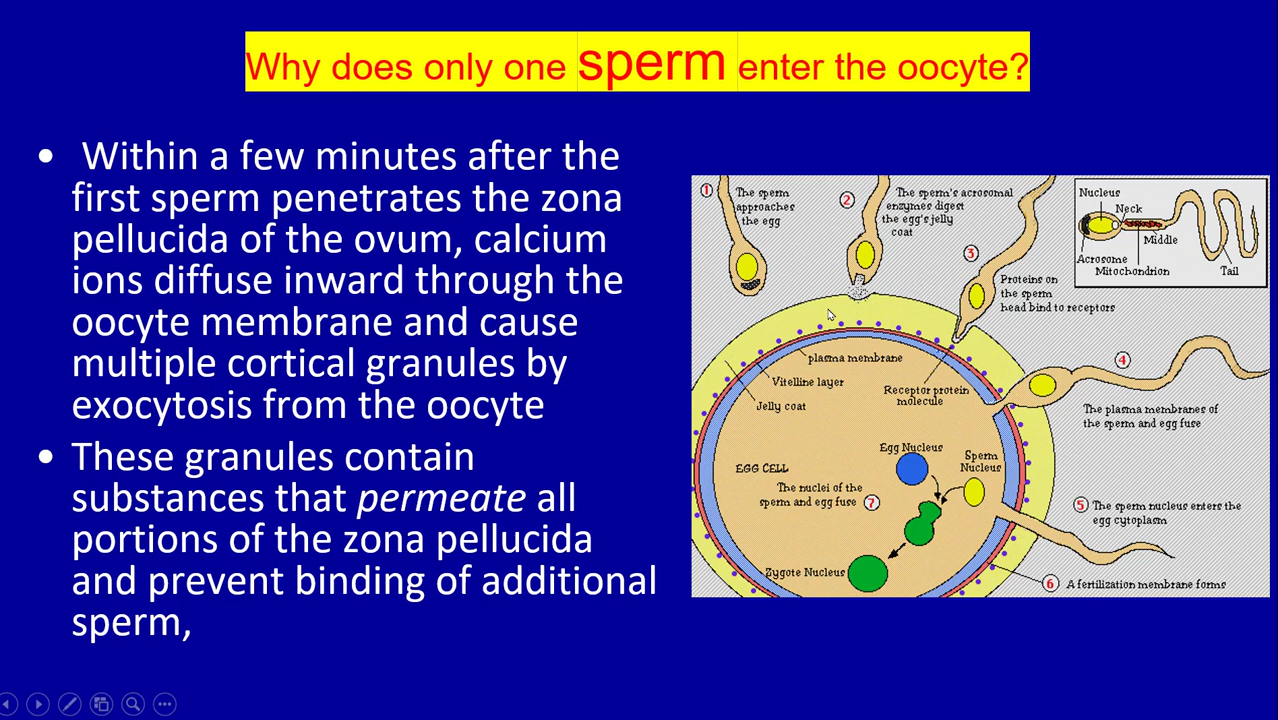 Why does only one sperm enter the oocyte?
• Within a few minutes after the
first sperm penetrates the zona
pellucida of the ovum, calcium
ions diffuse inward through the
oocyte membrane and cause
multiple cortical granules by
exocytosis from the oocyte
• These granules contain
substances that permeate all
portions of the zona pellucida
and prevent binding of additional
sperm,
1
The sperm
approaches
the egg
2
The sperm's acrosomal
enzymes digest
the egg's jelly
coat
3
Proteins on
the sperm
head bind to receptors
Nucleus
Neck
Middle
Acrosome
Mitochondrion
Tail
plasma membrane
Vitelline layer
Jelly coat
Receptor protein
molecule
4
The plasma membranes of
the sperm and egg fuse
EGG CELL
Egg Nucleus
Sperm
Nucleus
The nuclei of the
sperm and egg fuse
7
Zygote Nucleus
5
The sperm nucleus enters the
egg cytoplasm
6
A fertilization membrane forms